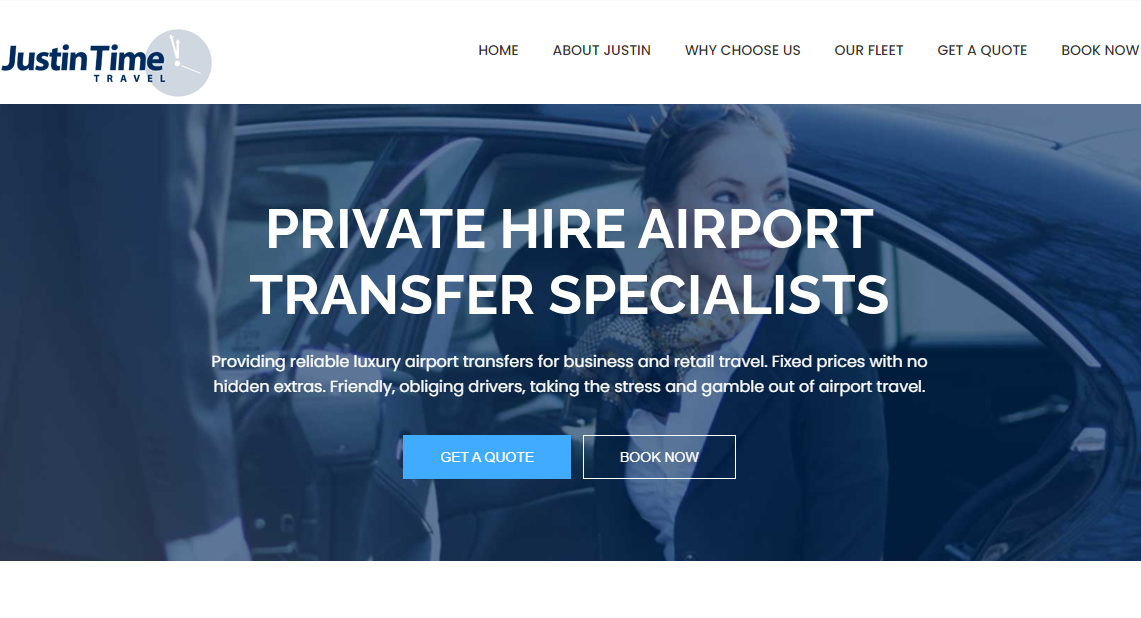 JustinTime
TRAVEL
HOME ABOUT JUSTIN WHY CHOOSE US OUR FLEET GET A QUOTE BOOK NOW
PRIVATE HIRE AIRPORT
TRANSFER SPECIALISTS
Providing reliable luxury airport transfers for business and retail travel. Fixed prices with no
hidden extras. Friendly, obliging drivers, taking the stress and gamble out of airport travel.
GET A QUOTE BOOK NOW